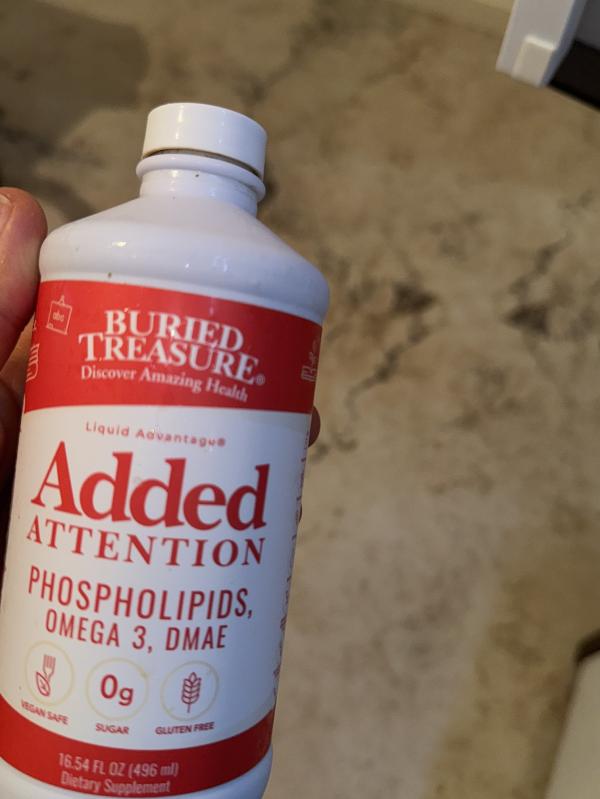 abc
BURIED
TREASURE®
Discover Amazing Health
Liquid Advantage®
Added
ATTENTION
PHOSPHOLIPIDS,
OMEGA 3, DMAE
0g
VEGAN SAFE
SUGAR
GLUTEN FREE
16.54 FL OZ (496 ml)
Dietary Supplement